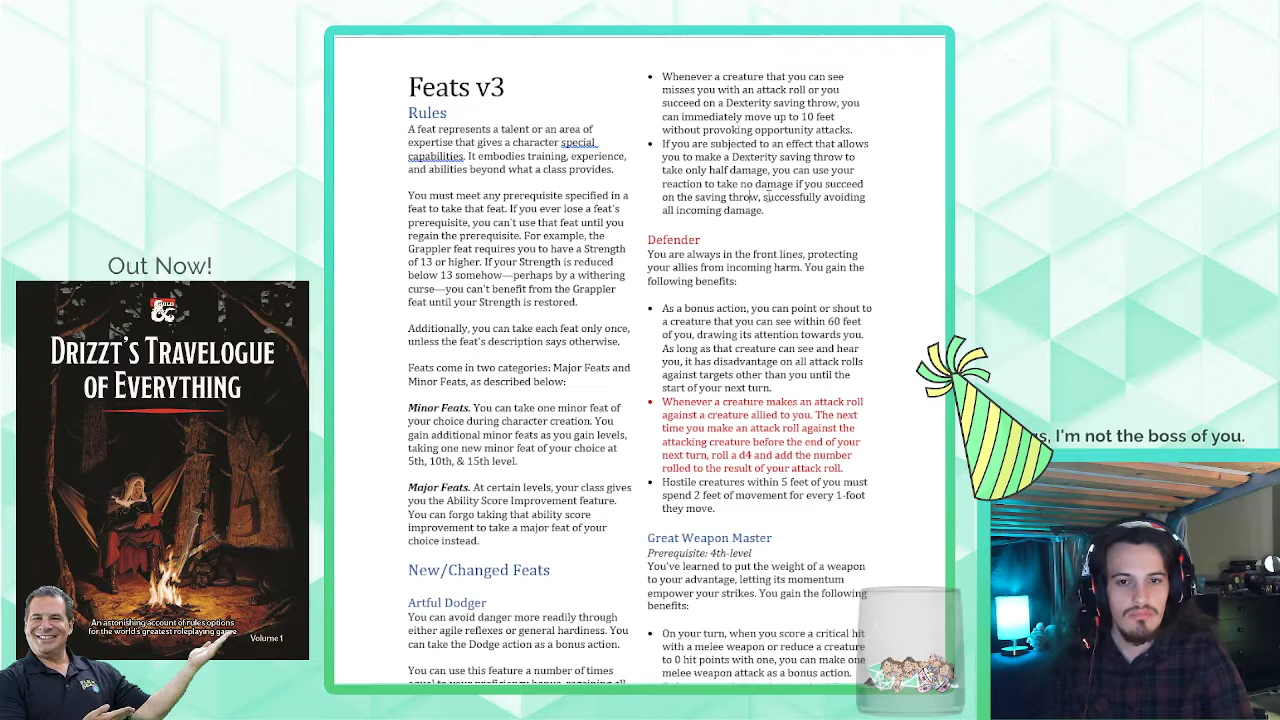 Out Now!
GUILD
DRIZZT'S TRAVELOGUE
OF EVERYTHING
An astonishing account of rules options
for the world's greatest roleplaying game
Volume 1
Feats v3
Rules
A feat represents a talent or an area of
expertise that gives a character special
capabilities. It embodies training, experience,
and abilities beyond what a class provides.
You must meet any prerequisite specified in a
feat to take that feat. If you ever lose a feat's
prerequisite, you can't use that feat until you
regain the prerequisite. For example, the
Grappler feat requires you to have a Strength
of 13 or higher. If your Strength is reduced
below 13 somehow—perhaps by a withering
curse—you can't benefit from the Grappler
feat until your Strength is restored.
Additionally, you can take each feat only once,
unless the feat's description says otherwise.
Feats come in two categories: Major Feats and
Minor Feats, as described below:
Minor Feats. You can take one minor feat of
your choice during character creation. You
gain additional minor feats as you gain levels,
taking one new minor feat of your choice at
5th, 10th, & 15th level.
Major Feats. At certain levels, your class gives
you the Ability Score Improvement feature.
You can forgo taking that ability score
improvement to take a major feat of your
choice instead.
New/Changed Feats
Artful Dodger
You can avoid danger more readily through
either agile reflexes or general hardiness. You
can take the Dodge action as a bonus action.
You can use this feature a number of times
equal to your proficiency bonus, regaining all
• Whenever a creature that you can see
misses you with an attack roll or you
succeed on a Dexterity saving throw, you
can immediately move up to 10 feet
without provoking opportunity attacks.
• If you are subjected to an effect that allows
you to make a Dexterity saving throw to
take only half damage, you can use your
reaction to take no damage if you succeed
on the saving throw, successfully avoiding
all incoming damage.
Defender
You are always in the front lines, protecting
your allies from incoming harm. You gain the
following benefits:
• As a bonus action, you can point or shout to
a creature that you can see within 60 feet
of you, drawing its attention towards you.
As long as that creature can see and hear
you, it has disadvantage on all attack rolls
against targets other than you until the
start of your next turn.
• Whenever a creature makes an attack roll
against a creature allied to you. The next
time you make an attack roll against the
attacking creature before the end of your
next turn, roll a d4 and add the number
rolled to the result of your attack roll.
• Hostile creatures within 5 feet of you must
spend 2 feet of movement for every 1-foot
they move.
Great Weapon Master
Prerequisite: 4th-level
You've learned to put the weight of a weapon
to your advantage, letting its momentum
empower your strikes. You gain the following
benefits:
• On your turn, when you score a critical hit
with a melee weapon or reduce a creature
to 0 hit points with one, you can make one
melee weapon attack as a bonus action.
I'm not the boss of you.